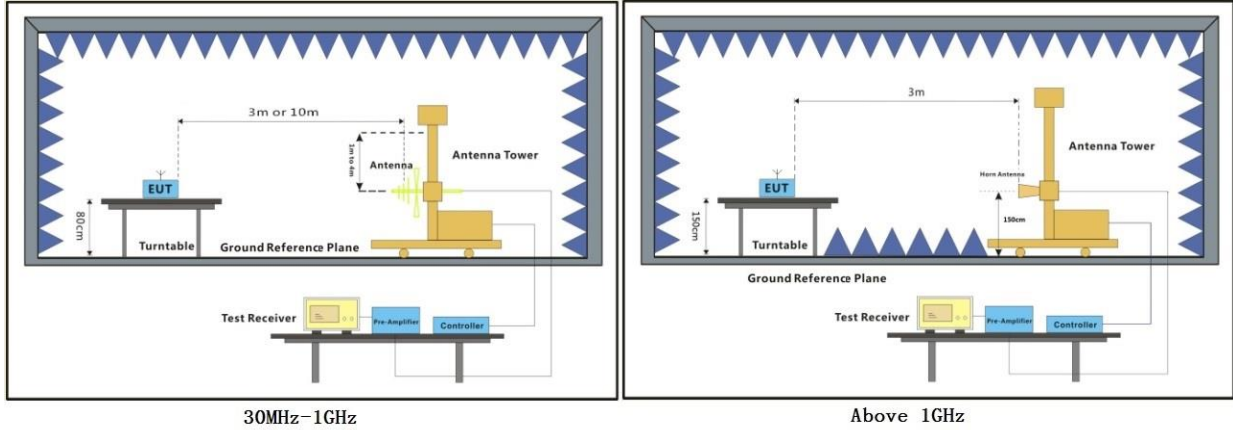 3m or 10m
1m to 4m
Antenna
Antenna Tower
EUT
80cm
Turntable
Ground Reference Plane
Test Receiver
Pre-Amplifier
Controller
30MHz-1GHz
3m
Antenna Tower
Horn Antenna
EUT
150cm
150cm
Turntable
Ground Reference Plane
Test Receiver
Pre-Amplifier
Controller
Above 1GHz